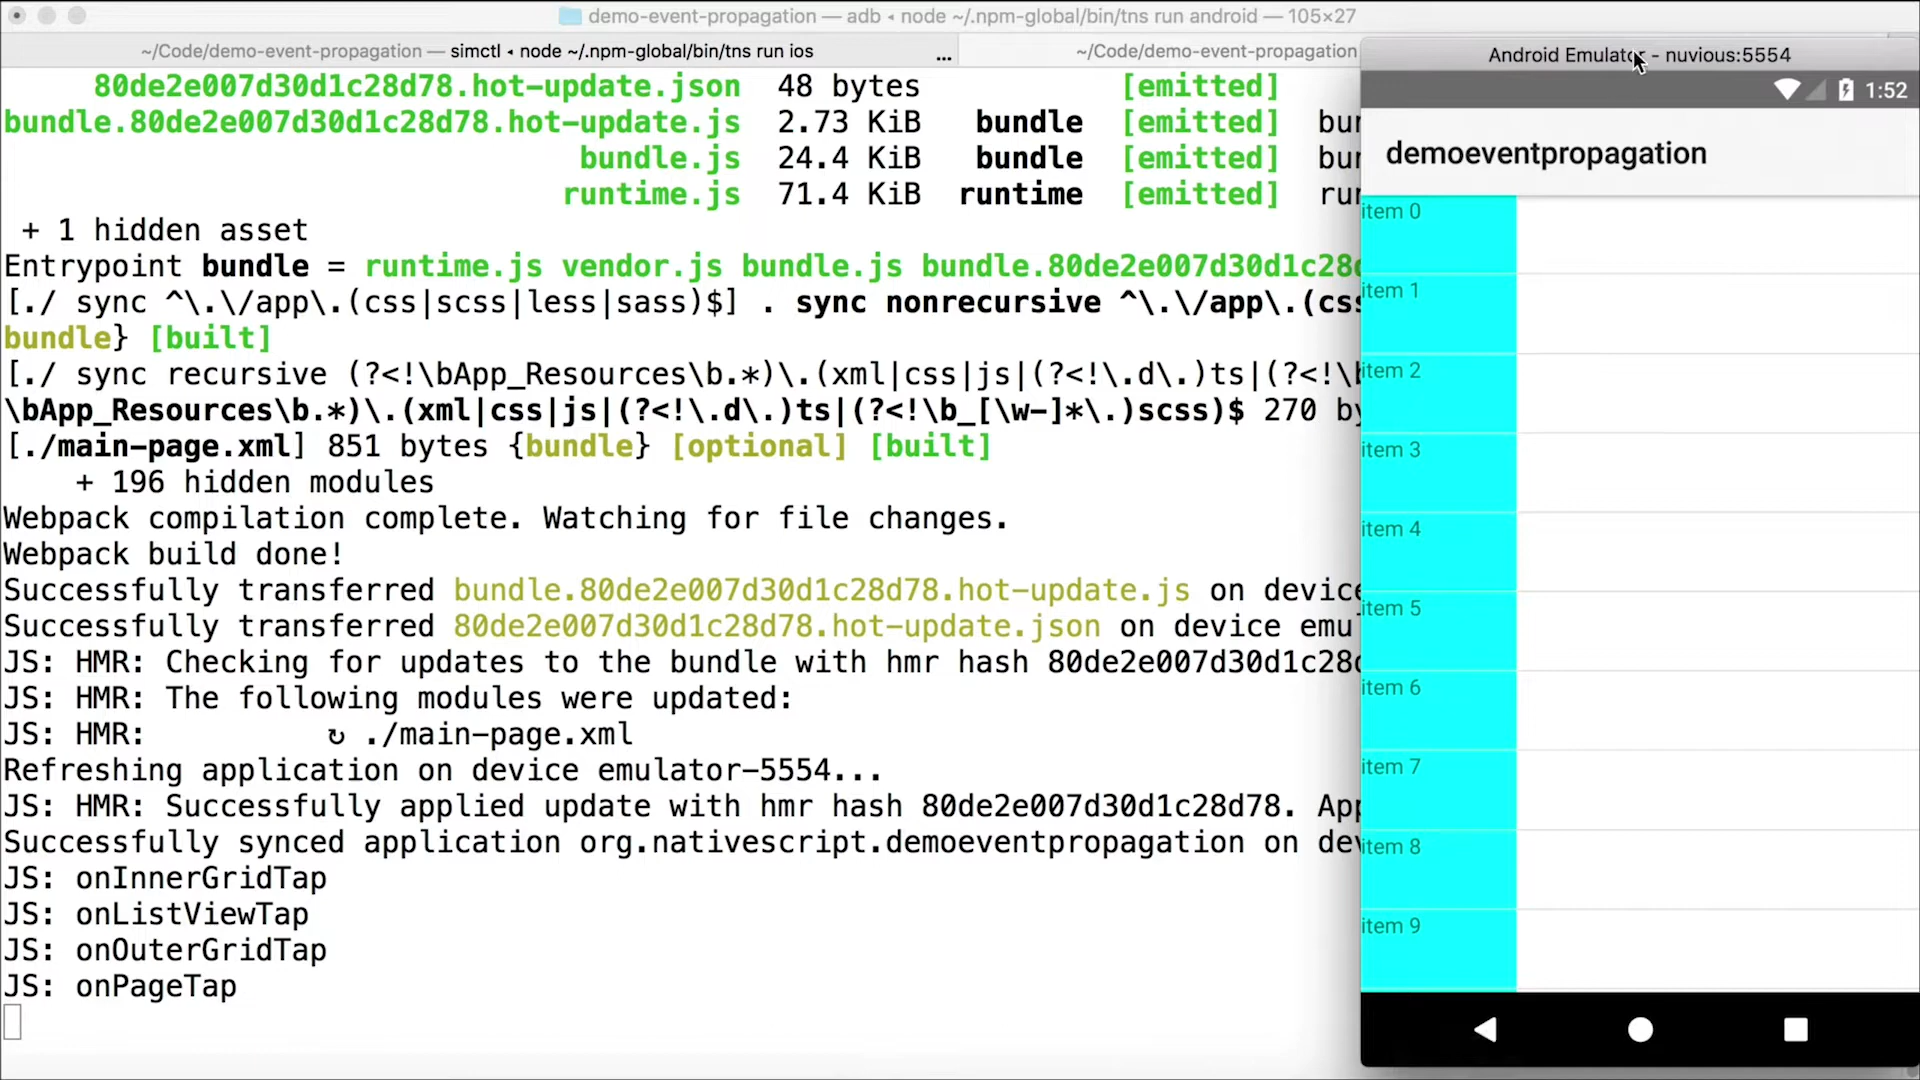 demo-event-propagation — adb ◂ node ~/.npm-global/bin/tns run android — 105×27
~/Code/demo-event-propagation — simctl ◂ node ~/.npm-global/bin/tns run ios ...
~/Code/demo-event-propagation
80de2e007d30d1c28d78.hot-update.json 48 bytes [emitted]
bundle.80de2e007d30d1c28d78.hot-update.js 2.73 KiB bundle [emitted] bun
bundle.js 24.4 KiB bundle [emitted] bun
runtime.js 71.4 KiB runtime [emitted] run
+ 1 hidden asset
Entrypoint bundle = runtime.js vendor.js bundle.js bundle.80de2e007d30d1c28d
[./ sync ^\.\/app\.(css|scss|less|sass)$] . sync nonrecursive ^\.\/app\.(css
bundle} [built]
[./ sync recursive (?<!\bApp_Resources\b.*)\.(xml|css|js|(?<!\.d\.)ts|(?<!\b
\bApp_Resources\b.*)\.(xml|css|js|(?<!\.d\.)ts|(?<!\b_[\w-]*\.)scss)$ 270 by
[./main-page.xml] 851 bytes {bundle} [optional] [built]
+ 196 hidden modules
Webpack compilation complete. Watching for file changes.
Webpack build done!
Successfully transferred bundle.80de2e007d30d1c28d78.hot-update.js on device
Successfully transferred 80de2e007d30d1c28d78.hot-update.json on device emul
JS: HMR: Checking for updates to the bundle with hmr hash 80de2e007d30d1c28d
JS: HMR: The following modules were updated:
JS: HMR: ↻ ./main-page.xml
Refreshing application on device emulator-5554...
JS: HMR: Successfully applied update with hmr hash 80de2e007d30d1c28d78. App
Successfully synced application org.nativescript.demoeventpropagation on dev
JS: onInnerGridTap
JS: onListViewTap
JS: onOuterGridTap
JS: onPageTap
Android Emulator - nuvious:5554
1:52
demoeventpropagation
item 0
item 1
item 2
item 3
item 4
item 5
item 6
item 7
item 8
item 9